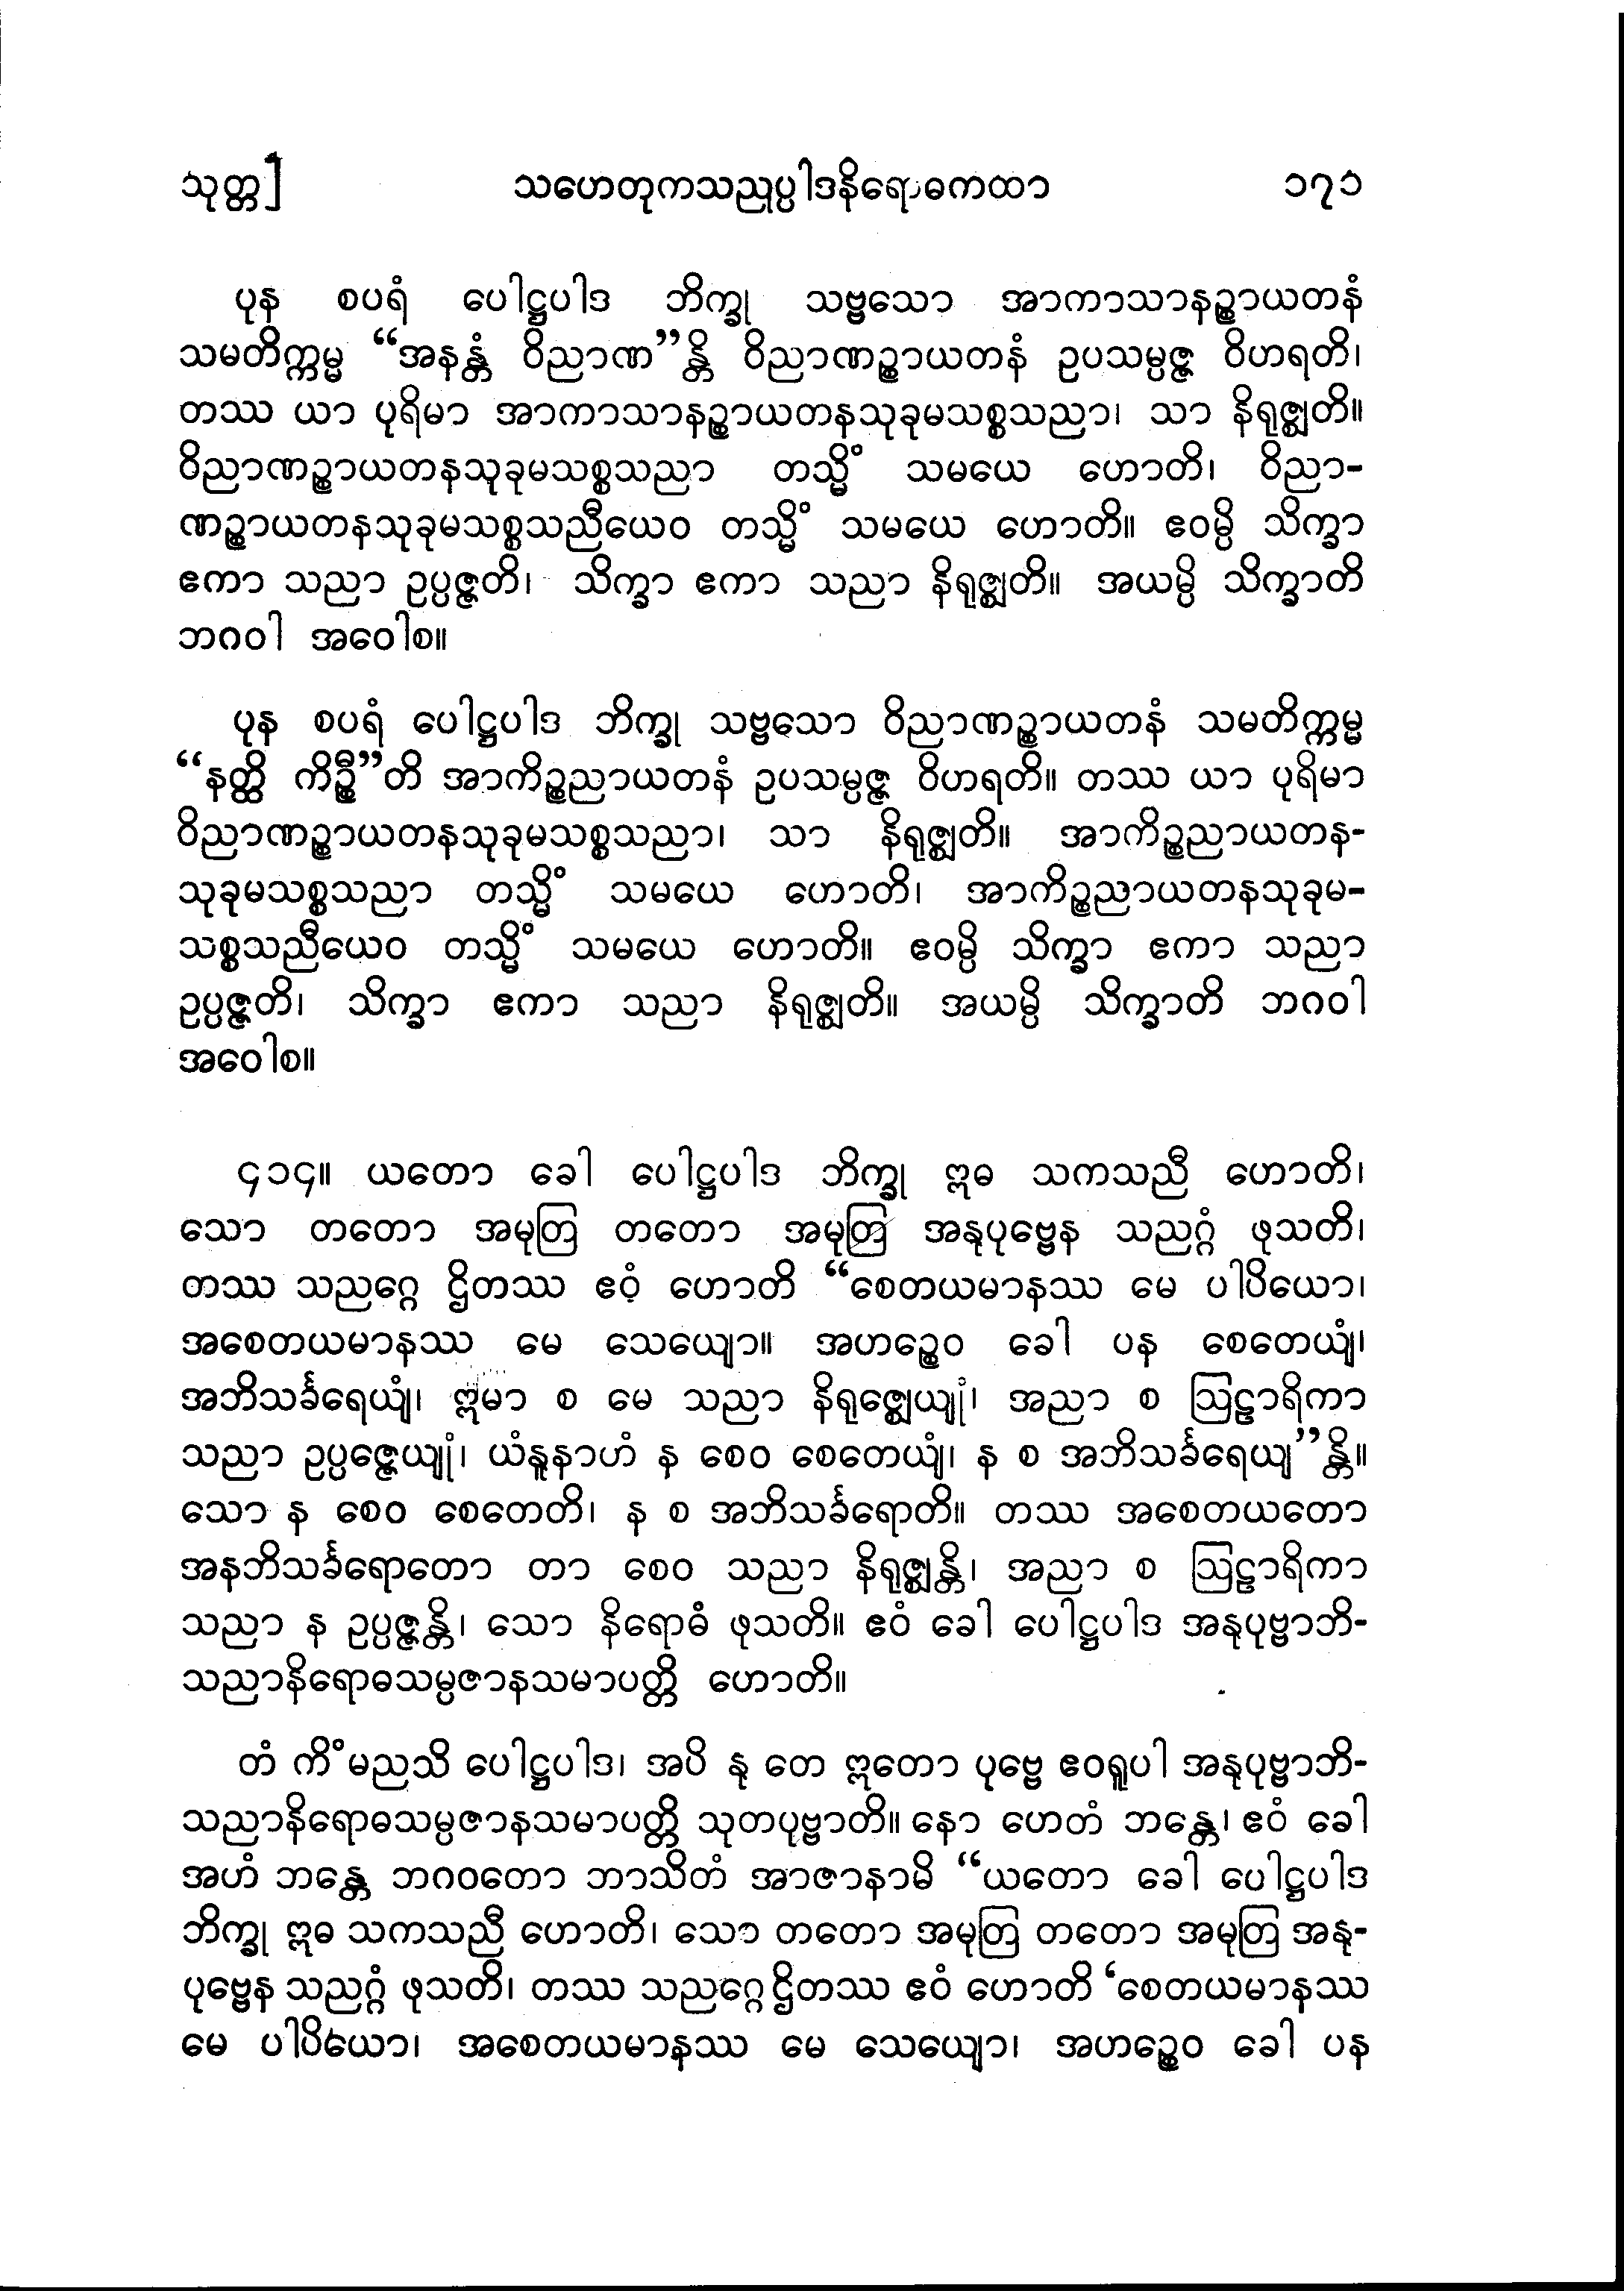 သုတ္တ] သဟေတုကသညုပ္ပါဒနိရောဓကထာ ၁၇၁
ပုန စပရံ ပေါဋ္ဌပါဒ ဘိက္ခု သဗ္ဗသော အာကာသာနဉ္စာယတနံ
သမတိက္ကမ္မ “အနန္တံ ဝိညာဏ”န္တိ ဝိညာဏဉ္စာယတနံ ဥပသမ္ပဇ္ဇ ဝိဟရတိ၊
တဿ ယာ ပုရိမာ အာကာသာနဉ္စာယတနသုခုမသစ္စသညာ၊ သာ နိရုဇ္ဈတိ။
ဝိညာဏဉ္စာယတနသုခုမသစ္စသညာ တသ္မိံ သမယေ ဟောတိ၊ ဝိညာ-
ဏဉ္စာယတနသုခုမသစ္စသညီယေဝ တသ္မိံ သမယေ ဟောတိ။ ဧဝမ္ပိ သိက္ခာ
ဧကာ သညာ ဥပ္ပဇ္ဇတိ၊ သိက္ခာ ဧကာ သညာ နိရုဇ္ဈတိ။ အယမ္ပိ သိက္ခာတိ
ဘဂဝါ အဝေါစ။
ပုန စပရံ ပေါဋ္ဌပါဒ ဘိက္ခု သဗ္ဗသော ဝိညာဏဉ္စာယတနံ သမတိက္ကမ္မ
“နတ္ထိ ကိဉ္စီ”တိ အာကိဉ္စညာယတနံ ဥပသမ္ပဇ္ဇ ဝိဟရတိ။ တဿ ယာ ပုရိမာ
ဝိညာဏဉ္စာယတနသုခုမသစ္စသညာ၊ သာ နိရုဇ္ဈတိ။ အာကိဉ္စညာယတန-
သုခုမသစ္စသညာ တသ္မိံ သမယေ ဟောတိ၊ အာကိဉ္စညာယတနသုခုမ-
သစ္စသညီယေဝ တသ္မိံ သမယေ ဟောတိ။ ဧဝမ္ပိ သိက္ခာ ဧကာ သညာ
ဥပ္ပဇ္ဇတိ၊ သိက္ခာ ဧကာ သညာ နိရုဇ္ဈတိ။ အယမ္ပိ သိက္ခာတိ ဘဂဝါ
အဝေါစ။
၄၁၄။ ယတော ခေါ ပေါဋ္ဌပါဒ ဘိက္ခု ဣဓ သကသညီ ဟောတိ၊
သော တတော အမုတြ တတော အမုတြ အနုပုဗ္ဗေန သညဂ္ဂံ ဖုသတိ၊
တဿ သညဂ္ဂေ ဌိတဿ ဧဝံ့ ဟောတိ “စေတယမာနဿ မေ ပါပိယော၊
အစေတယမာနဿ မေ သေယျော။ အဟဉ္စေဝ ခေါ ပန စေတေယျံ၊
အဘိသင်္ခရေယျံ၊ ဣမာ စ မေ သညာ နိရုဇ္ဈေယျုံ၊ အညာ စ ဩဠာရိကာ
သညာ ဥပ္ပဇ္ဇေယျုံ၊ ယံနူနာဟံ န စေဝ စေတေယျံ၊ န စ အဘိသင်္ခရေယျ”န္တိ။
သော န စေဝ စေတေတိ၊ န စ အဘိသင်္ခရောတိ။ တဿ အစေတယတော
အနဘိသင်္ခရောတော တာ စေဝ သညာ နိရုဇ္ဈန္တိ၊ အညာ စ ဩဠာရိကာ
သညာ န ဥပ္ပဇ္ဇန္တိ၊ သော နိရောဓံ ဖုသတိ။ ဧဝံ ခေါ ပေါဋ္ဌပါဒ အနုပုဗ္ဗာဘိ-
သညာနိရောဓသမ္ပဇာနသမာပတ္တိ ဟောတိ။
တံ ကိံ မညသိ ပေါဋ္ဌပါဒ၊ အပိ နု တေ ဣတော ပုဗ္ဗေ ဧဝရူပါ အနုပုဗ္ဗာဘိ-
သညာနိရောဓသမ္ပဇာနသမာပတ္တိ သုတပုဗ္ဗာတိ။ နော ဟေတံ ဘန္တေ၊ ဧဝံ ခေါ
အဟံ ဘန္တေ ဘဂဝတော ဘာသိတံ အာဇာနာမိ “ယတော ခေါ ပေါဋ္ဌပါဒ
ဘိက္ခု ဣဓ သကသညီ ဟောတိ၊ သော တတော အမုတြ တတော အမုတြ အနု-
ပုဗ္ဗေန သညဂ္ဂံ ဖုသတိ၊ တဿ သညဂ္ဂေ ဌိတဿ ဧဝံ ဟောတိ ‘စေတယမာနဿ
မေ ပါပိယော၊ အစေတယမာနဿ မေ သေယျော၊ အဟဉ္စေဝ ခေါ ပန